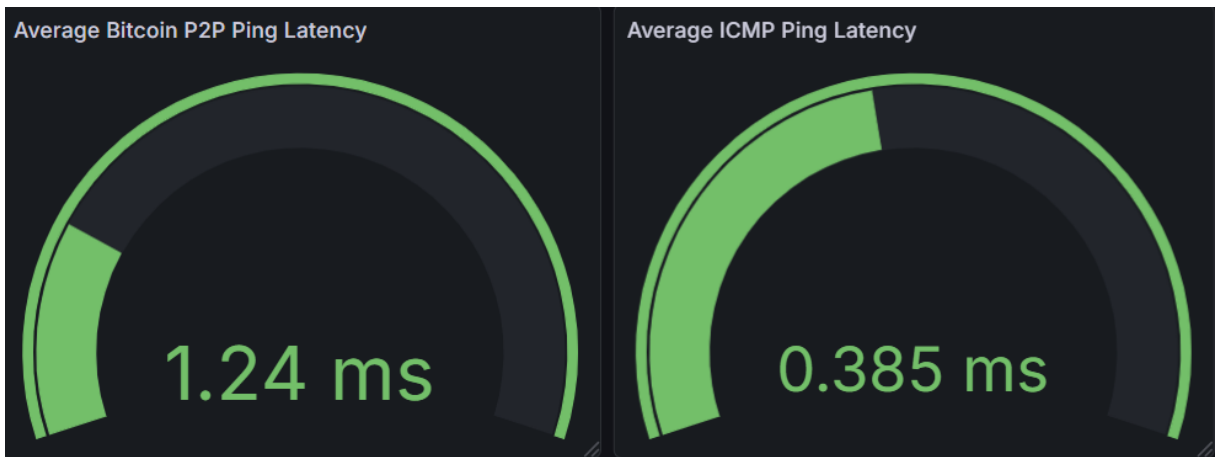 Average Bitcoin P2P Ping Latency
1.24 ms
Average ICMP Ping Latency
0.385 ms